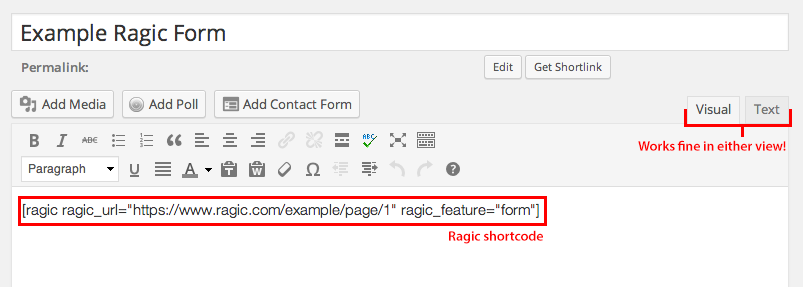 Example Ragic Form
Permalink: Edit Get Shortlink
Add Media Add Poll Add Contact Form Visual Text
Works fine in either view!
B I ABC ABC
Paragraph U A T W Ω ?
[ragic ragic_url="https://www.ragic.com/example/page/1" ragic_feature="form"]
Ragic shortcode